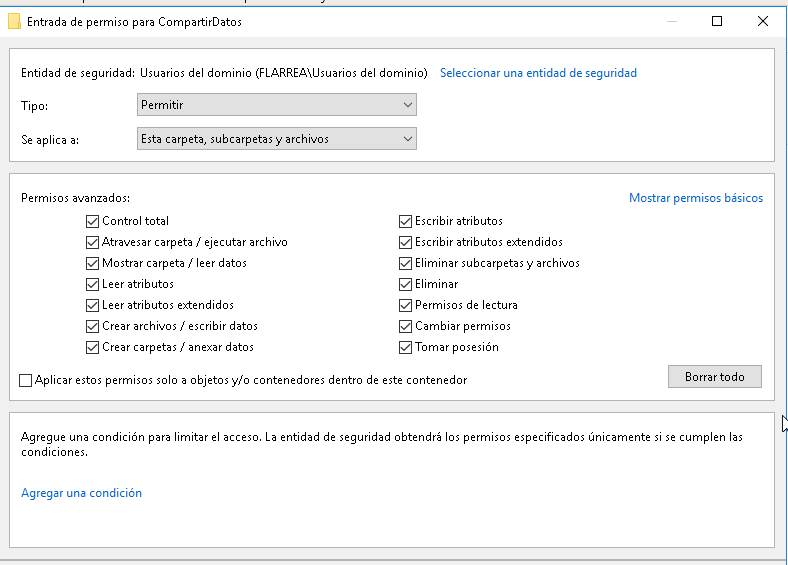 Entrada de permiso para CompartirDatos
Entidad de seguridad: Usuarios del dominio (FLARREA\Usuarios del dominio) Seleccionar una entidad de seguridad
Tipo: Permitir
Se aplica a: Esta carpeta, subcarpetas y archivos
Permisos avanzados: Mostrar permisos básicos
Control total Escribir atributos
Atravesar carpeta / ejecutar archivo Escribir atributos extendidos
Mostrar carpeta / leer datos Eliminar subcarpetas y archivos
Leer atributos Eliminar
Leer atributos extendidos Permisos de lectura
Crear archivos / escribir datos Cambiar permisos
Crear carpetas / anexar datos Tomar posesión
Aplicar estos permisos solo a objetos y/o contenedores dentro de este contenedor Borrar todo
Agregue una condición para limitar el acceso. La entidad de seguridad obtendrá los permisos especificados únicamente si se cumplen las
condiciones.
Agregar una condición